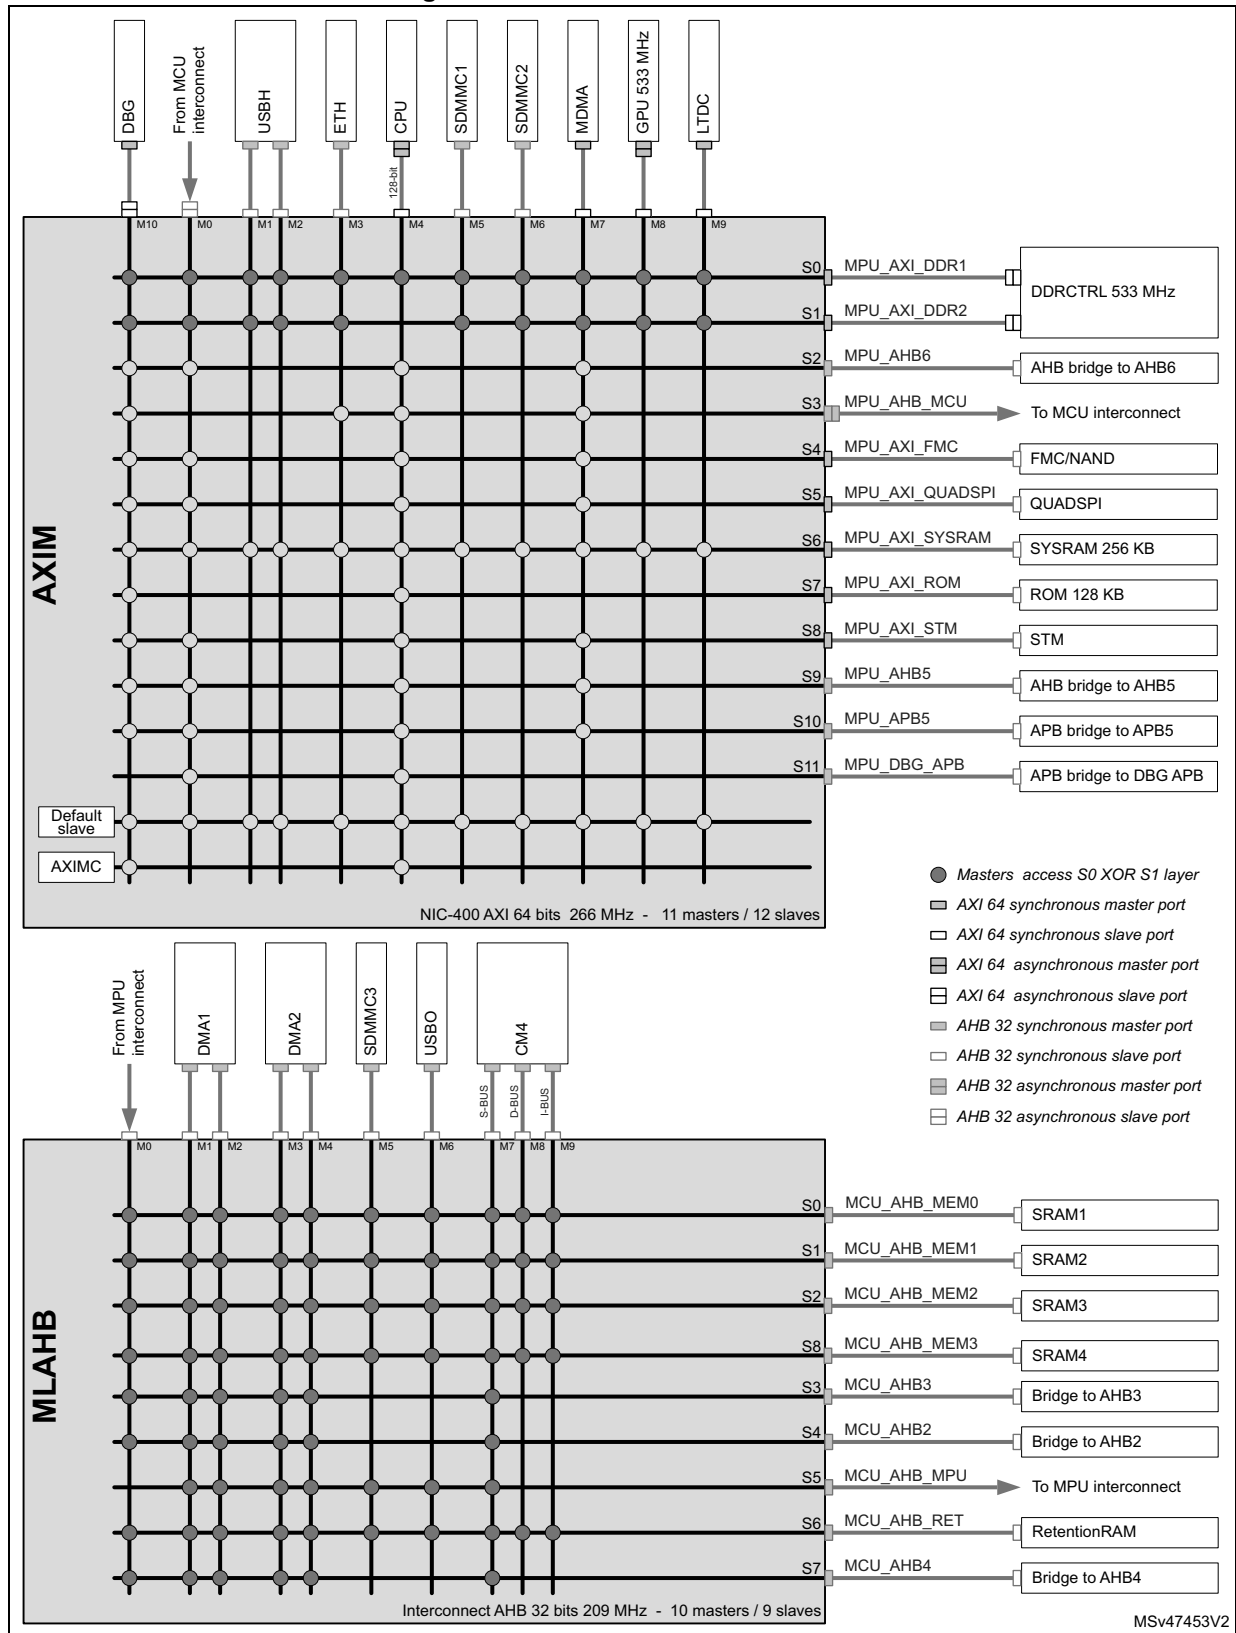 DBG
From MCU
interconnect
USBH
ETH
CPU
SDMMC1
SDMMC2
MDMA
GPU 533 MHz
LTDC
128-bit
M10
M0
M1
M2
M3
M4
M5
M6
M7
M8
M9
AXIM
S0
MPU_AXI_DDR1
DDRCTRL 533 MHz
S1
MPU_AXI_DDR2
S2
MPU_AHB6
AHB bridge to AHB6
S3
MPU_AHB_MCU
To MCU interconnect
S4
MPU_AXI_FMC
FMC/NAND
S5
MPU_AXI_QUADSPI
QUADSPI
S6
MPU_AXI_SYSRAM
SYSRAM 256 KB
S7
MPU_AXI_ROM
ROM 128 KB
S8
MPU_AXI_STM
STM
S9
MPU_AHB5
AHB bridge to AHB5
S10
MPU_APB5
APB bridge to APB5
S11
MPU_DBG_APB
APB bridge to DBG APB
Default
slave
AXIMC
NIC-400 AXI 64 bits 266 MHz - 11 masters / 12 slaves
Masters access S0 XOR S1 layer
AXI 64 synchronous master port
AXI 64 synchronous slave port
AXI 64 asynchronous master port
AXI 64 asynchronous slave port
AHB 32 synchronous master port
AHB 32 synchronous slave port
AHB 32 asynchronous master port
AHB 32 asynchronous slave port
From MPU
interconnect
DMA1
DMA2
SDMMC3
USBO
CM4
S-BUS
D-BUS
I-BUS
M0
M1
M2
M3
M4
M5
M6
M7
M8
M9
MLAHB
S0
MCU_AHB_MEM0
SRAM1
S1
MCU_AHB_MEM1
SRAM2
S2
MCU_AHB_MEM2
SRAM3
S8
MCU_AHB_MEM3
SRAM4
S3
MCU_AHB3
Bridge to AHB3
S4
MCU_AHB2
Bridge to AHB2
S5
MCU_AHB_MPU
To MPU interconnect
S6
MCU_AHB_RET
RetentionRAM
S7
MCU_AHB4
Bridge to AHB4
Interconnect AHB 32 bits 209 MHz - 10 masters / 9 slaves
MSv47453V2